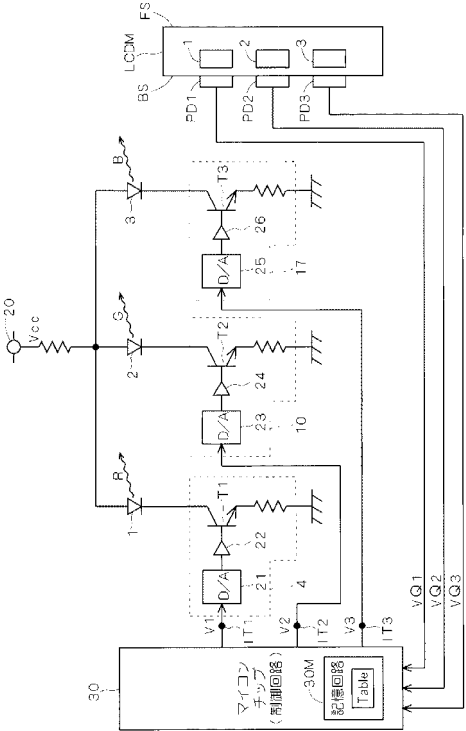 20
Vcc
R
G
B
1
2
3
T1
T2
T3
D/A
D/A
D/A
21
22
23
24
25
26
4
10
17
V1
IT1
V2
IT2
V3
IT3
30
マイコン
チップ
(制御回路)
30M
記憶回路
Table
VQ1
VQ2
VQ3
BS
LCDM
FS
PD1
PD2
PD3
1
2
3